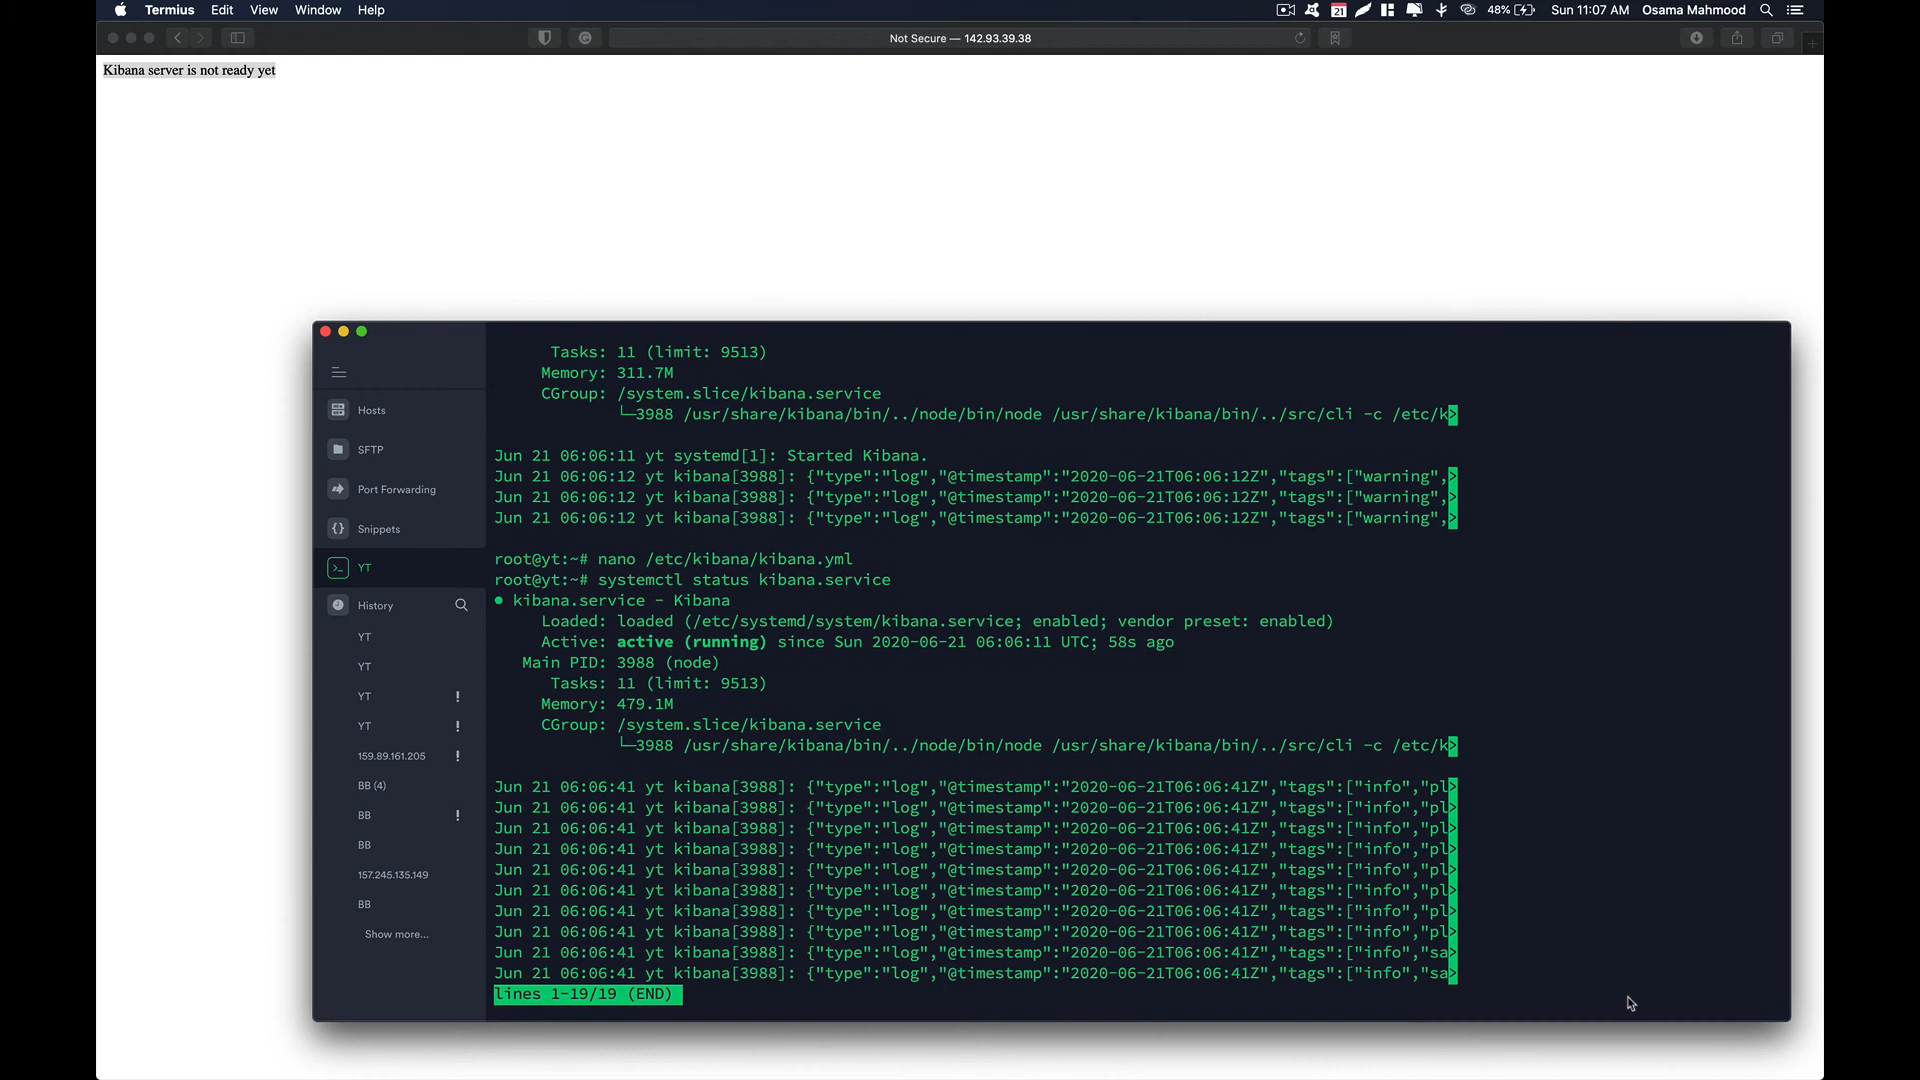 Termius Edit View Window Help
21 48% Sun 11:07 AM Osama Mahmood
Not Secure — 142.93.39.38
Kibana server is not ready yet
Hosts
SFTP
Port Forwarding
Snippets
YT
History
YT
YT
YT !
YT !
159.89.161.205 !
BB (4)
BB !
BB
157.245.135.149
BB
Show more...
Tasks: 11 (limit: 9513)
Memory: 311.7M
CGroup: /system.slice/kibana.service
└─3988 /usr/share/kibana/bin/../node/bin/node /usr/share/kibana/bin/../src/cli -c /etc/k>
Jun 21 06:06:11 yt systemd[1]: Started Kibana.
Jun 21 06:06:12 yt kibana[3988]: {"type":"log","@timestamp":"2020-06-21T06:06:12Z","tags":["warning",>
Jun 21 06:06:12 yt kibana[3988]: {"type":"log","@timestamp":"2020-06-21T06:06:12Z","tags":["warning",>
Jun 21 06:06:12 yt kibana[3988]: {"type":"log","@timestamp":"2020-06-21T06:06:12Z","tags":["warning",>
root@yt:~# nano /etc/kibana/kibana.yml
root@yt:~# systemctl status kibana.service
● kibana.service - Kibana
Loaded: loaded (/etc/systemd/system/kibana.service; enabled; vendor preset: enabled)
Active: active (running) since Sun 2020-06-21 06:06:11 UTC; 58s ago
Main PID: 3988 (node)
Tasks: 11 (limit: 9513)
Memory: 479.1M
CGroup: /system.slice/kibana.service
└─3988 /usr/share/kibana/bin/../node/bin/node /usr/share/kibana/bin/../src/cli -c /etc/k>
Jun 21 06:06:41 yt kibana[3988]: {"type":"log","@timestamp":"2020-06-21T06:06:41Z","tags":["info","pl>
Jun 21 06:06:41 yt kibana[3988]: {"type":"log","@timestamp":"2020-06-21T06:06:41Z","tags":["info","pl>
Jun 21 06:06:41 yt kibana[3988]: {"type":"log","@timestamp":"2020-06-21T06:06:41Z","tags":["info","pl>
Jun 21 06:06:41 yt kibana[3988]: {"type":"log","@timestamp":"2020-06-21T06:06:41Z","tags":["info","pl>
Jun 21 06:06:41 yt kibana[3988]: {"type":"log","@timestamp":"2020-06-21T06:06:41Z","tags":["info","pl>
Jun 21 06:06:41 yt kibana[3988]: {"type":"log","@timestamp":"2020-06-21T06:06:41Z","tags":["info","pl>
Jun 21 06:06:41 yt kibana[3988]: {"type":"log","@timestamp":"2020-06-21T06:06:41Z","tags":["info","pl>
Jun 21 06:06:41 yt kibana[3988]: {"type":"log","@timestamp":"2020-06-21T06:06:41Z","tags":["info","pl>
Jun 21 06:06:41 yt kibana[3988]: {"type":"log","@timestamp":"2020-06-21T06:06:41Z","tags":["info","sa>
Jun 21 06:06:41 yt kibana[3988]: {"type":"log","@timestamp":"2020-06-21T06:06:41Z","tags":["info","sa>
lines 1-19/19 (END)